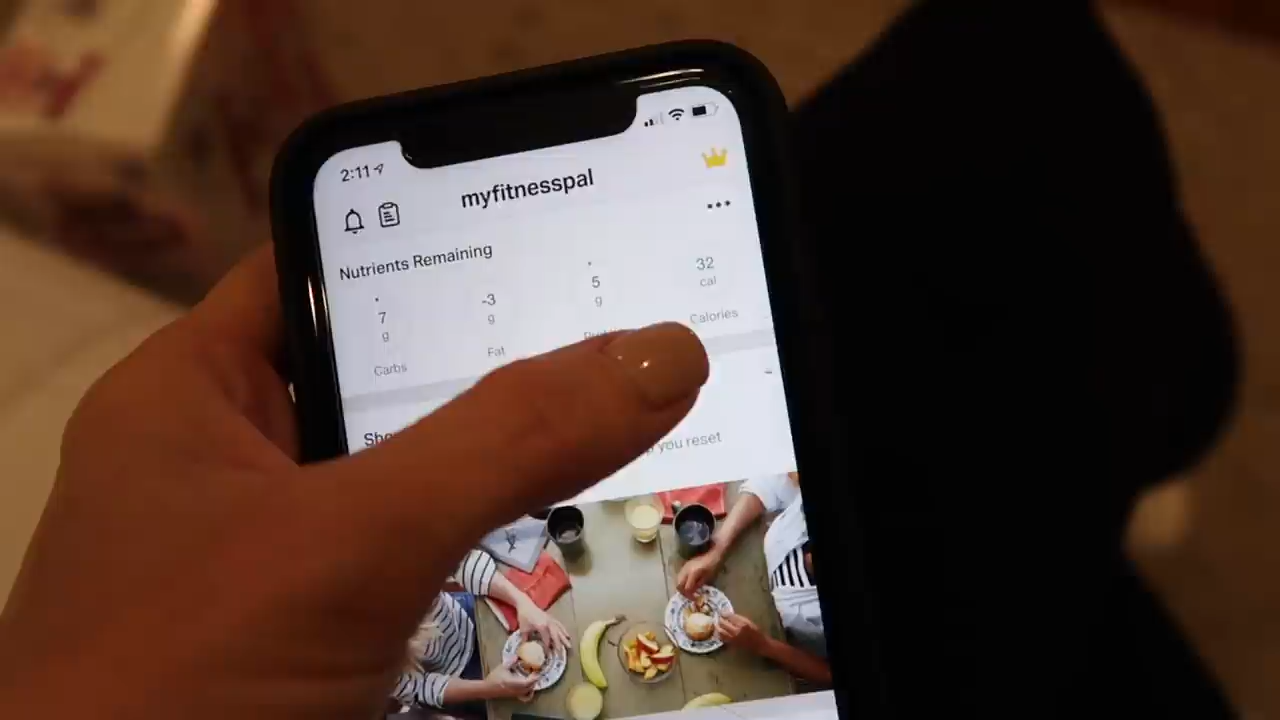 2:11
myfitnesspal
Nutrients Remaining
7 -3 5 32
g g g cal
Carbs Fat Calories
you reset